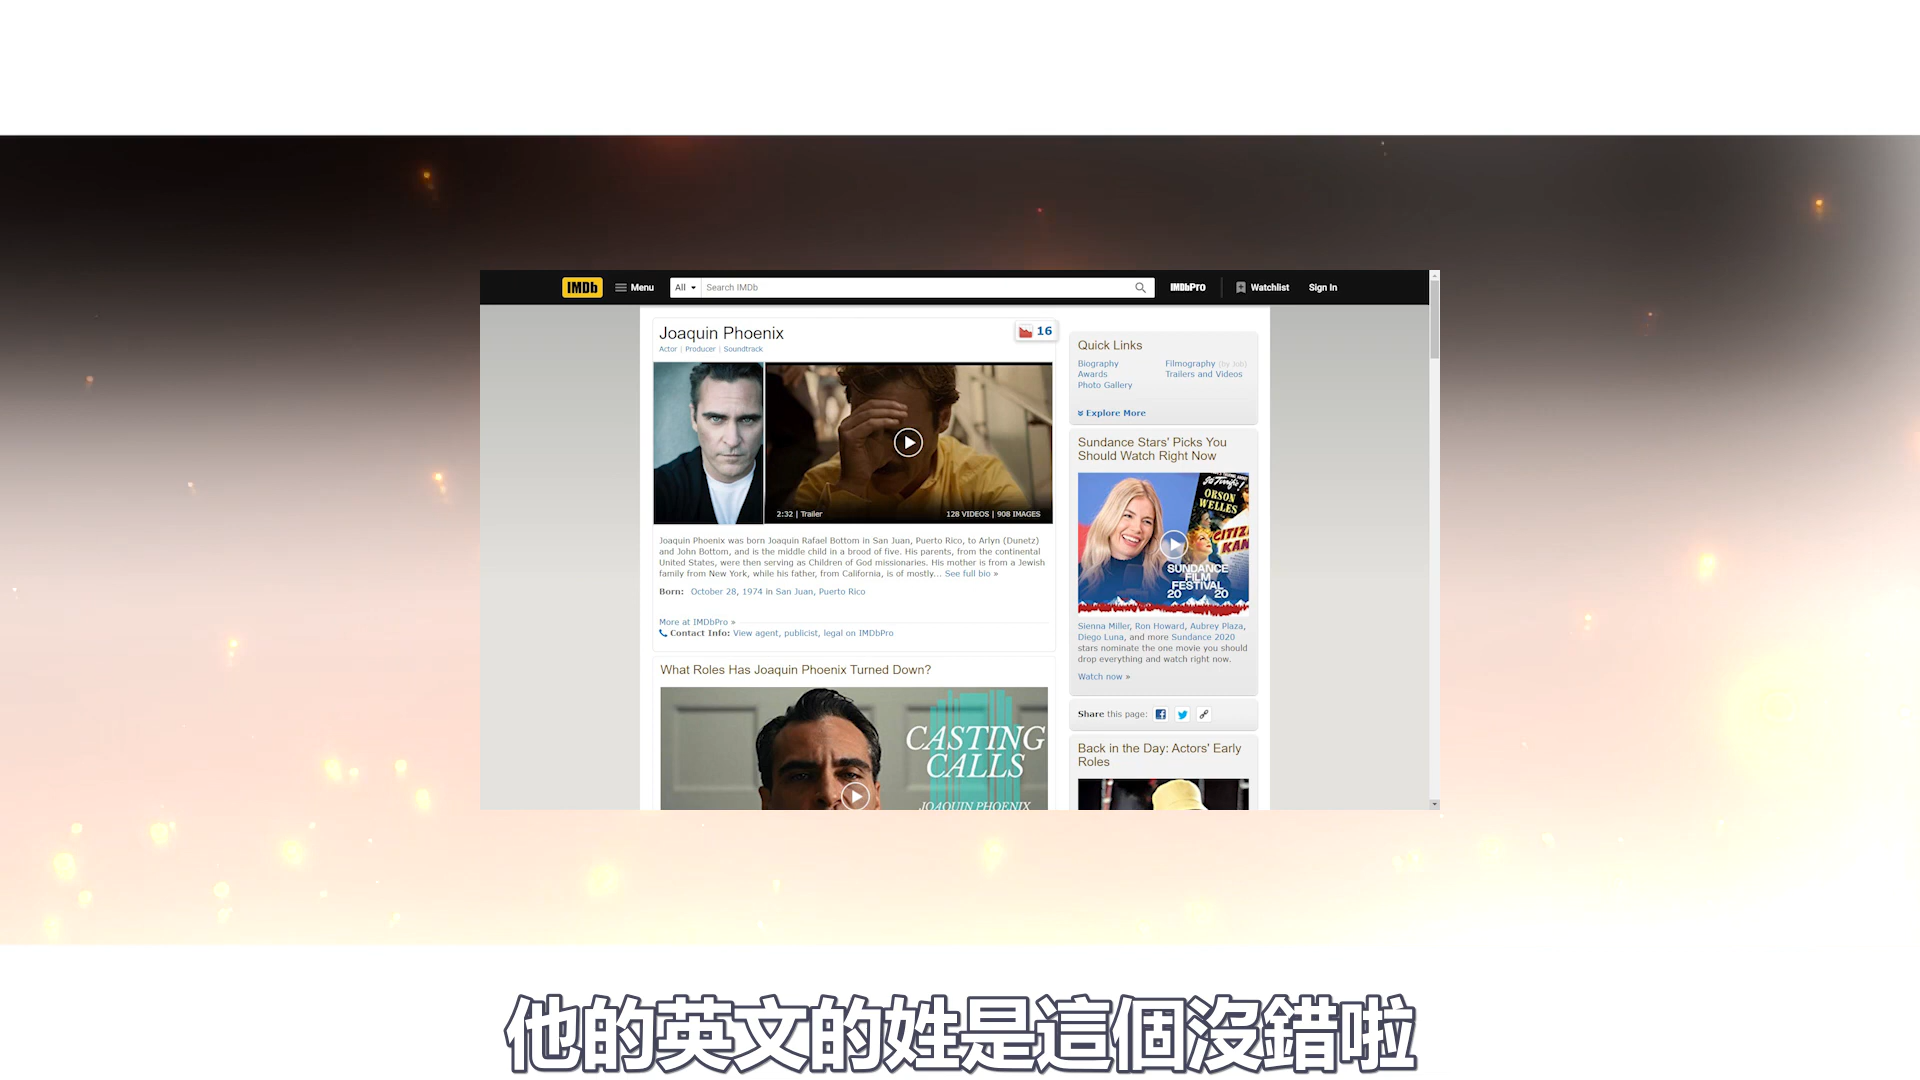 IMDb
Menu
All
Search IMDb
IMDbPro
Watchlist
Sign In
Joaquin Phoenix
Actor | Producer | Soundtrack
16
2:32 | Trailer
128 VIDEOS | 908 IMAGES
Joaquin Phoenix was born Joaquin Rafael Bottom in San Juan, Puerto Rico, to Arlyn (Dunetz)
and John Bottom, and is the middle child in a brood of five. His parents, from the continental
United States, were then serving as Children of God missionaries. His mother is from a Jewish
family from New York, while his father, from California, is of mostly... See full bio »
Born: October 28, 1974 in San Juan, Puerto Rico
More at IMDbPro »
Contact Info: View agent, publicist, legal on IMDbPro
What Roles Has Joaquin Phoenix Turned Down?
CASTING
CALLS
JOAQUIN PHOENIX
Quick Links
Biography
Filmography (by Job)
Awards
Trailers and Videos
Photo Gallery
Explore More
Sundance Stars' Picks You
Should Watch Right Now
ORSON
WELLES
SUNDANCE
FILM
FESTIVAL
20 20
Sienna Miller, Ron Howard, Aubrey Plaza,
Diego Luna, and more Sundance 2020
stars nominate the one movie you should
drop everything and watch right now.
Watch now »
Share this page:
Back in the Day: Actors' Early
Roles
他的英文的姓是這個沒錯啦